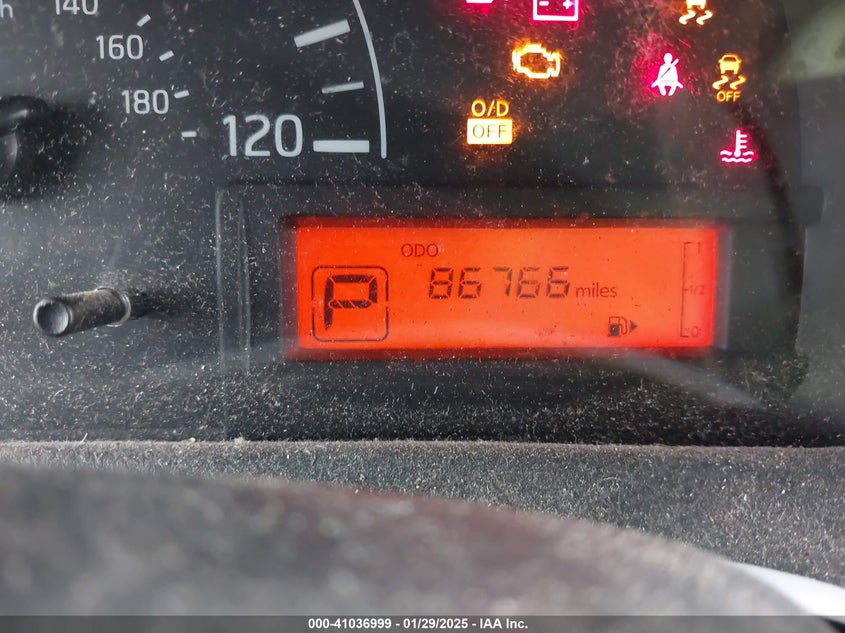 140
160
180
120
O/D
OFF
OFF
ODO
P
86766 miles
1
1/2
0
000-41036999 - 01/29/2025 - IAA Inc.